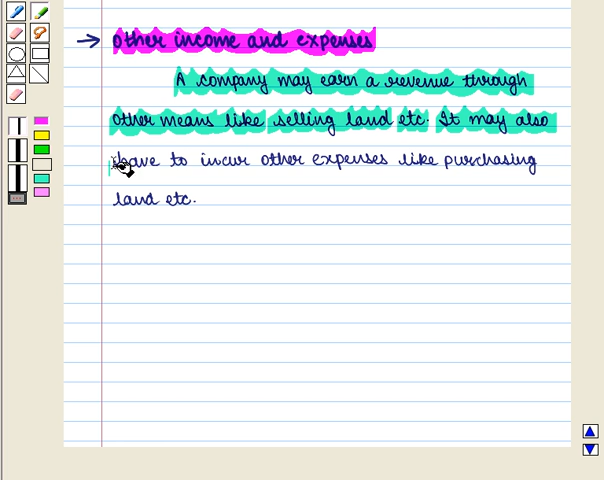 → Other income and expenses
A company may earn a revenue through
other means like selling land etc. It may also
have to incur other expenses like purchasing
land etc.